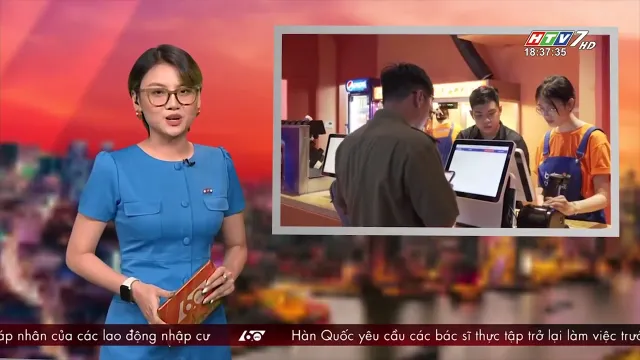 HTV7 HD
18:37:35
áp nhân của các lao động nhập cư
60
Hàn Quốc yêu cầu các bác sĩ thực tập trở lại làm việc trướ